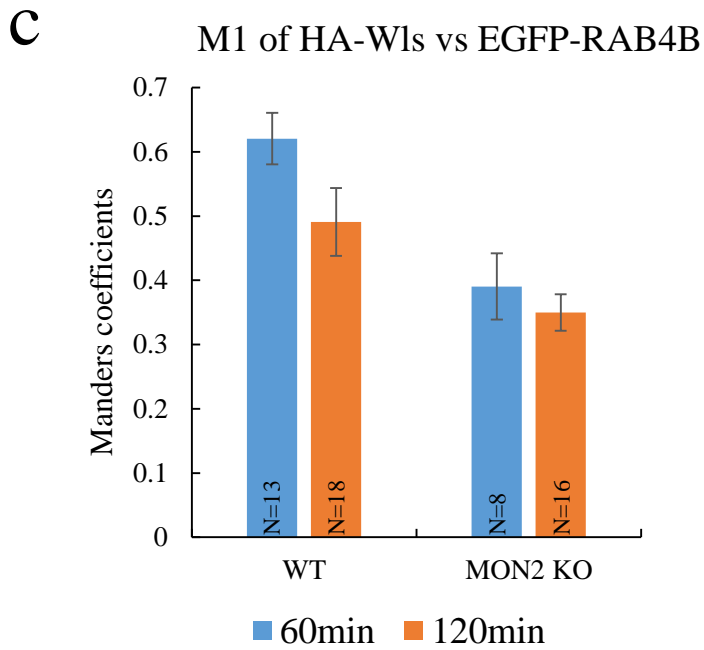 c
M1 of HA-Wls vs EGFP-RAB4B
Manders coefficients
0.7
0.6
0.5
0.4
0.3
0.2
0.1
0
N=13
N=18
N=8
N=16
WT
MON2 KO
60min
120min